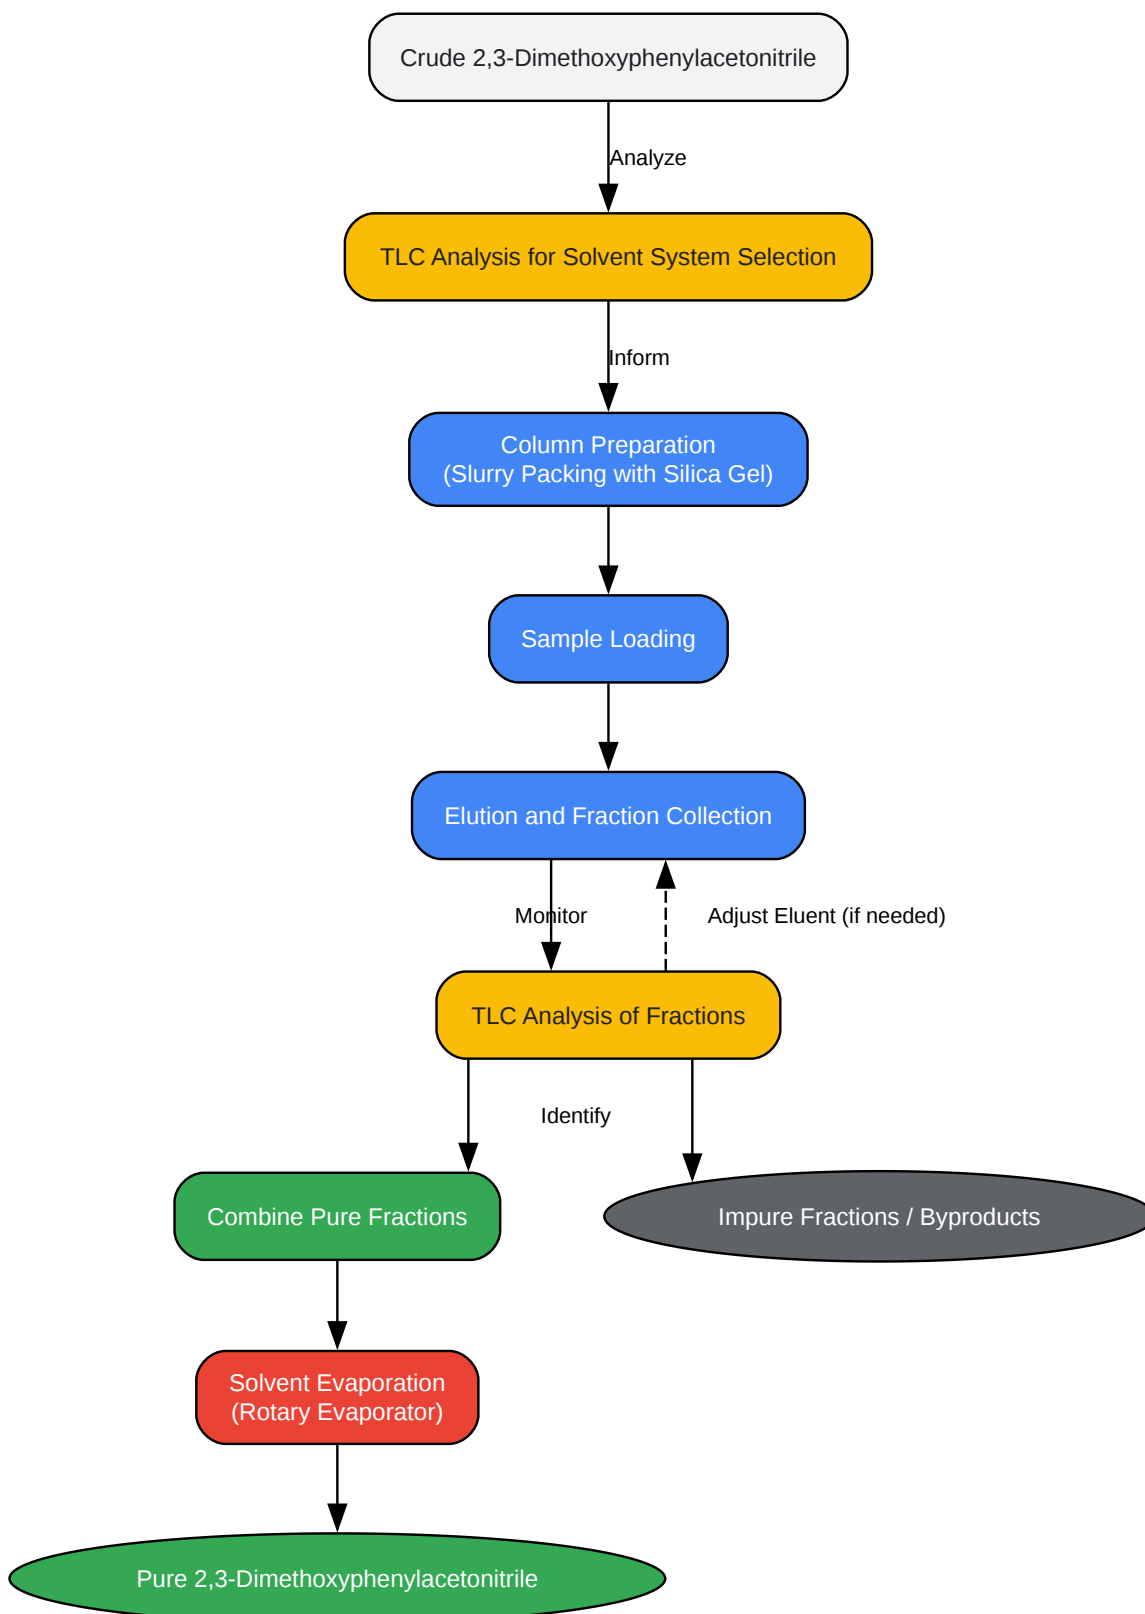 Crude 2,3-Dimethoxyphenylacetonitrile
Analyze
TLC Analysis for Solvent System Selection
Inform
Column Preparation
(Slurry Packing with Silica Gel)
Sample Loading
Elution and Fraction Collection
Monitor
Adjust Eluent (if needed)
TLC Analysis of Fractions
Identify
Combine Pure Fractions
Impure Fractions / Byproducts
Solvent Evaporation
(Rotary Evaporator)
Pure 2,3-Dimethoxyphenylacetonitrile